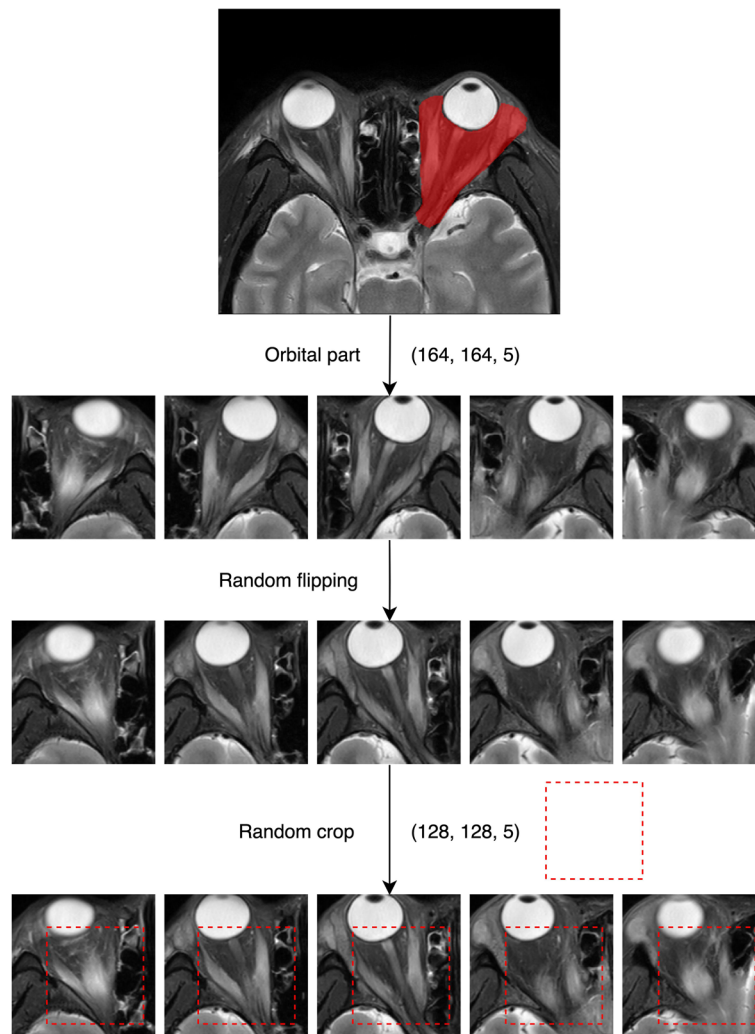 Orbital part (164, 164, 5)
Random flipping
Random crop (128, 128, 5)